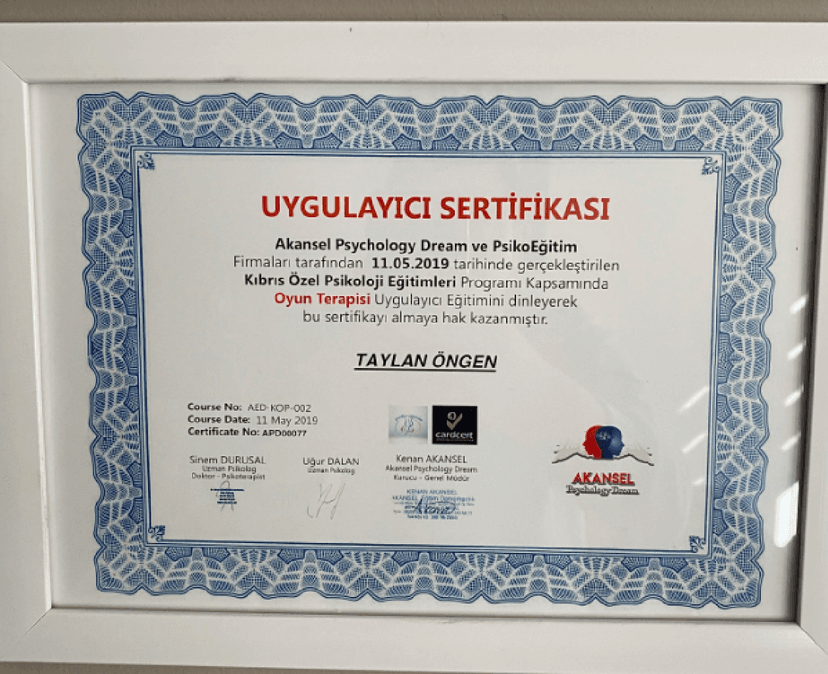 UYGULAYICI SERTİFİKASI
Akansel Psychology Dream ve PsikoEğitim
Firmaları tarafından 11.05.2019 tarihinde gerçekleştirilen
Kıbrıs Özel Psikoloji Eğitimleri Programı Kapsamında
Oyun Terapisi Uygulayıcı Eğitimini dinleyerek
bu sertifikayı almaya hak kazanmıştır.
TAYLAN ÖNGEN
Course No: AED-KOP-002
Course Date: 11 May 2019
Certificate No: APD00077
cardcert
Sinem DURUSAL
Uzman Psikolog
Doktor - Psikoterapist
Uğur DALAN
Uzman Psikolog
Kenan AKANSEL
Akansel Psychology Dream
Kurucu - Genel Müdür
KENAN AKANSEL
AKANSEL
AKANSEL
Psychology Dream